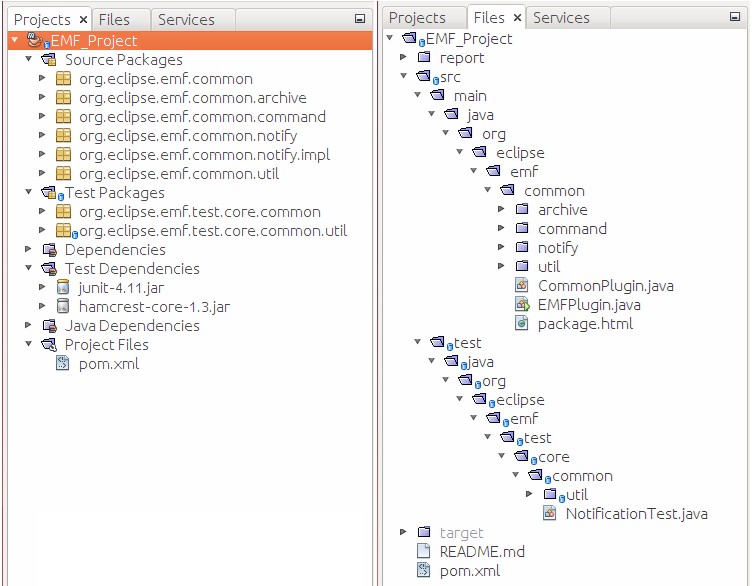 Projects × Files Services
EMF_Project
Source Packages
org.eclipse.emf.common
org.eclipse.emf.common.archive
org.eclipse.emf.common.command
org.eclipse.emf.common.notify
org.eclipse.emf.common.notify.impl
org.eclipse.emf.common.util
Test Packages
org.eclipse.emf.test.core.common
org.eclipse.emf.test.core.common.util
Dependencies
Test Dependencies
junit-4.11.jar
hamcrest-core-1.3.jar
Java Dependencies
Project Files
pom.xml
Projects Files × Services
EMF_Project
report
src
main
java
org
eclipse
emf
common
archive
command
notify
util
CommonPlugin.java
EMFPlugin.java
package.html
test
java
org
eclipse
emf
test
core
common
util
NotificationTest.java
target
README.md
pom.xml